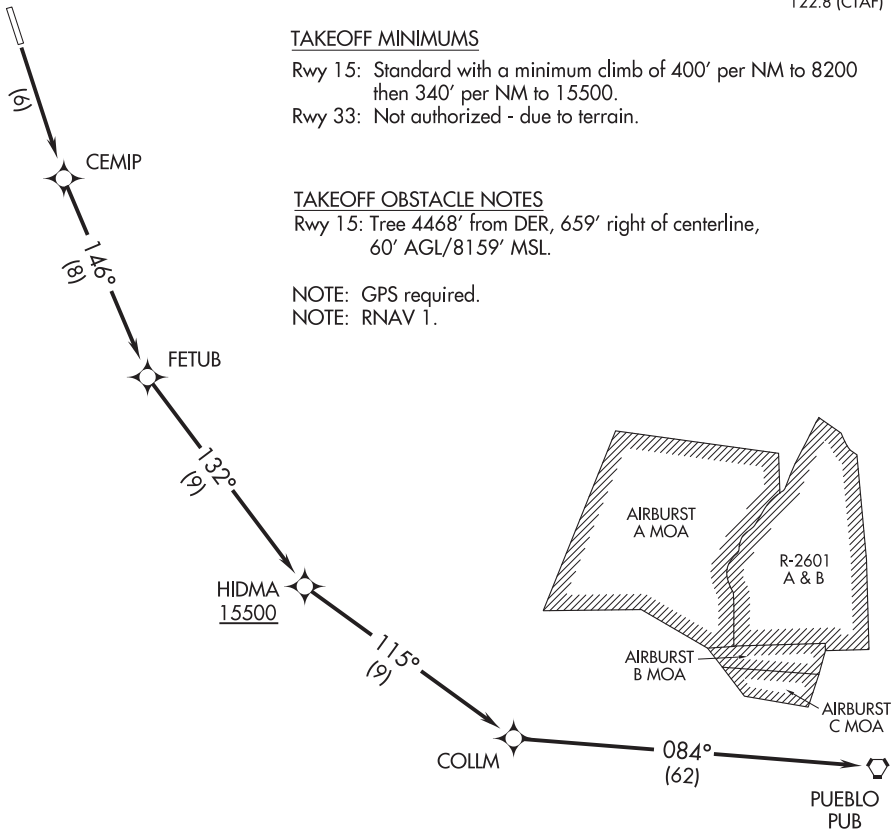 122.8 (CTAF)
TAKEOFF MINIMUMS
Rwy 15: Standard with a minimum climb of 400' per NM to 8200
then 340' per NM to 15500.
Rwy 33: Not authorized - due to terrain.
(6)
CEMIP
TAKEOFF OBSTACLE NOTES
Rwy 15: Tree 4468' from DER, 659' right of centerline,
60' AGL/8159' MSL.
146°
(8)
NOTE: GPS required.
NOTE: RNAV 1.
FETUB
132°
(9)
AIRBURST
A MOA
R-2601
A & B
HIDMA
15500
115°
(9)
AIRBURST
B MOA
AIRBURST
C MOA
COLLM
084°
(62)
PUEBLO
PUB